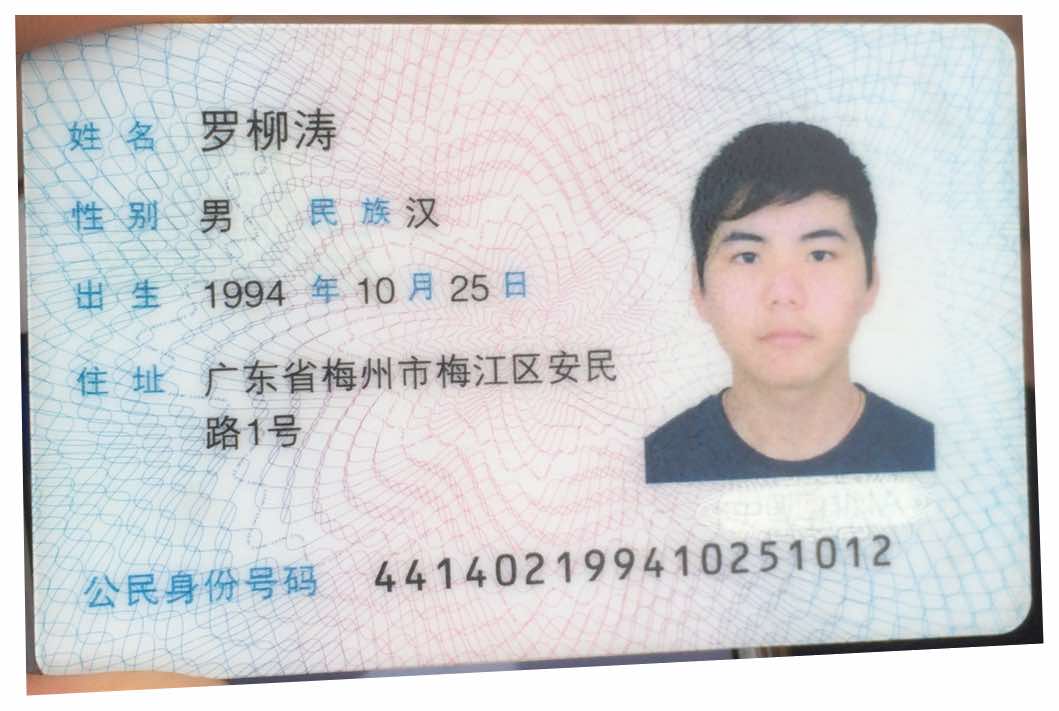 姓名 罗柳涛
性别 男 民族 汉
出生 1994 年 10 月 25 日
住址 广东省梅州市梅江区安民
路1号
公民身份号码 441402199410251012